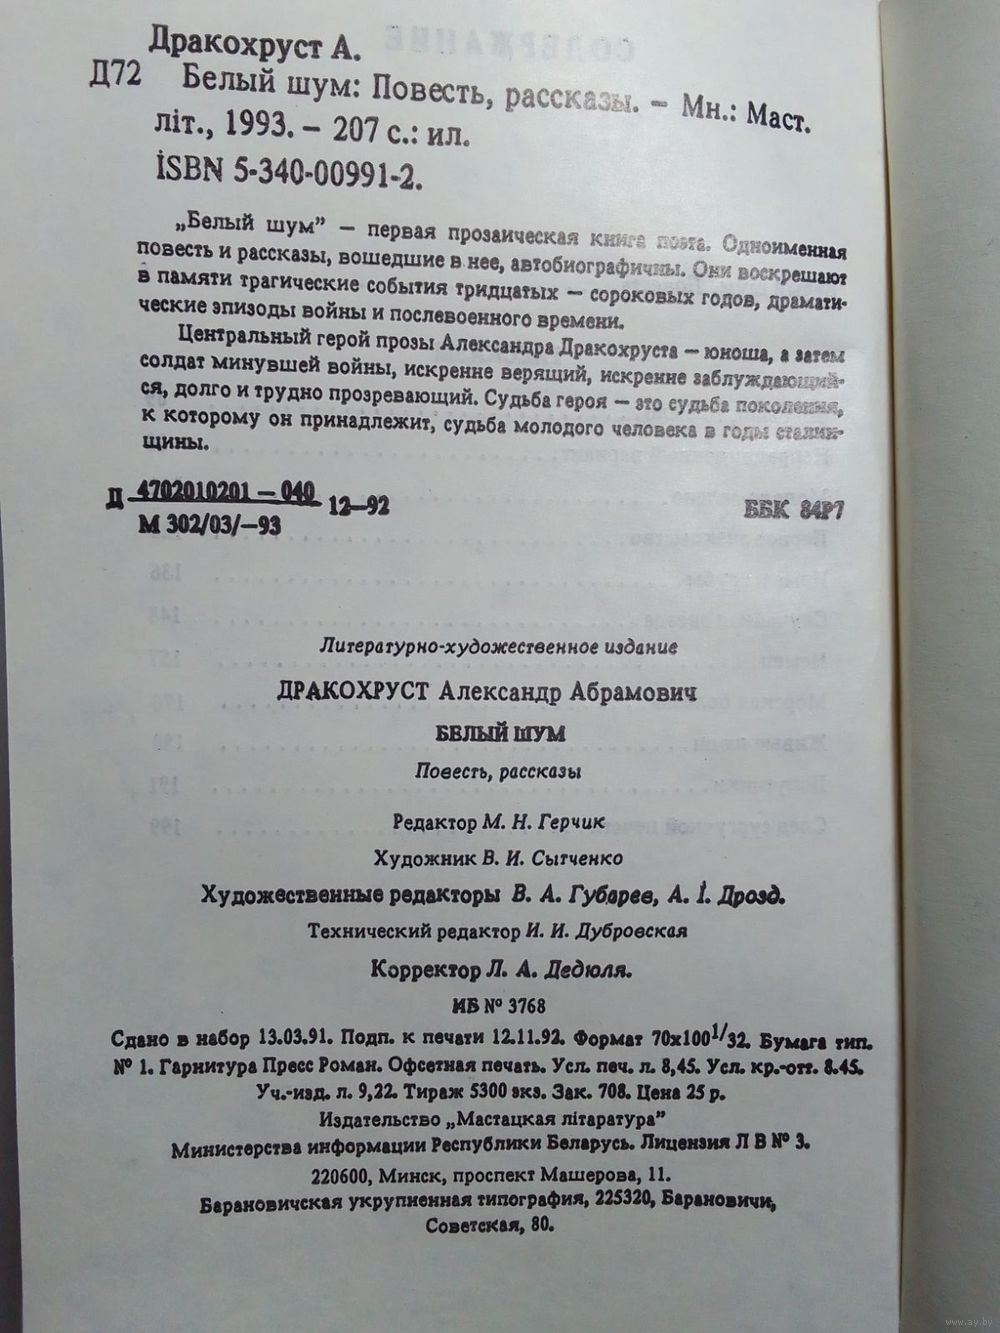 Дракохруст А.
Д72 Белый шум: Повесть, рассказы. – Мн.: Маст.
літ., 1993. – 207 с.: ил.
İSBN 5-340-00991-2.
„Белый шум” – первая прозаическая книга поэта. Одноименная
повесть и рассказы, вошедшие в нее, автобиографичны. Они воскрешают
в памяти трагические события тридцатых – сороковых годов, драмати-
ческие эпизоды войны и послевоенного времени.
Центральный герой прозы Александра Дракохруста – юноша, а затем
солдат минувшей войны, искренне верящий, искренне заблуждающий-
ся, долго и трудно прозревающий. Судьба героя – это судьба поколения,
к которому он принадлежит, судьба молодого человека в годы сталин-
щины.
Д 4702010201 – 040 12–92 ББК 84Р7
М 302/03/–93
Литературно-художественное издание
ДРАКОХРУСТ Александр Абрамович
БЕЛЫЙ ШУМ
Повесть, рассказы
Редактор М. Н. Герчик
Художник В. И. Сытченко
Художественные редакторы В. А. Губарев, А. І. Дрозд.
Технический редактор И. И. Дубровская
Корректор Л. А. Дедюля.
ИБ № 3768
Сдано в набор 13.03.91. Подп. к печати 12.11.92. Формат 70х100 1/32. Бумага тип.
№ 1. Гарнитура Пресс Роман. Офсетная печать. Усл. печ. л. 8,45. Усл. кр.-отт. 8.45.
Уч.-изд. л. 9,22. Тираж 5300 экз. Зак. 708. Цена 25 р.
Издательство „Мастацкая літаратура”
Министерства информации Республики Беларусь. Лицензия Л В № 3.
220600, Минск, проспект Машерова, 11.
Барановичская укрупненная типография, 225320, Барановичи,
Советская, 80.
www.ay.by